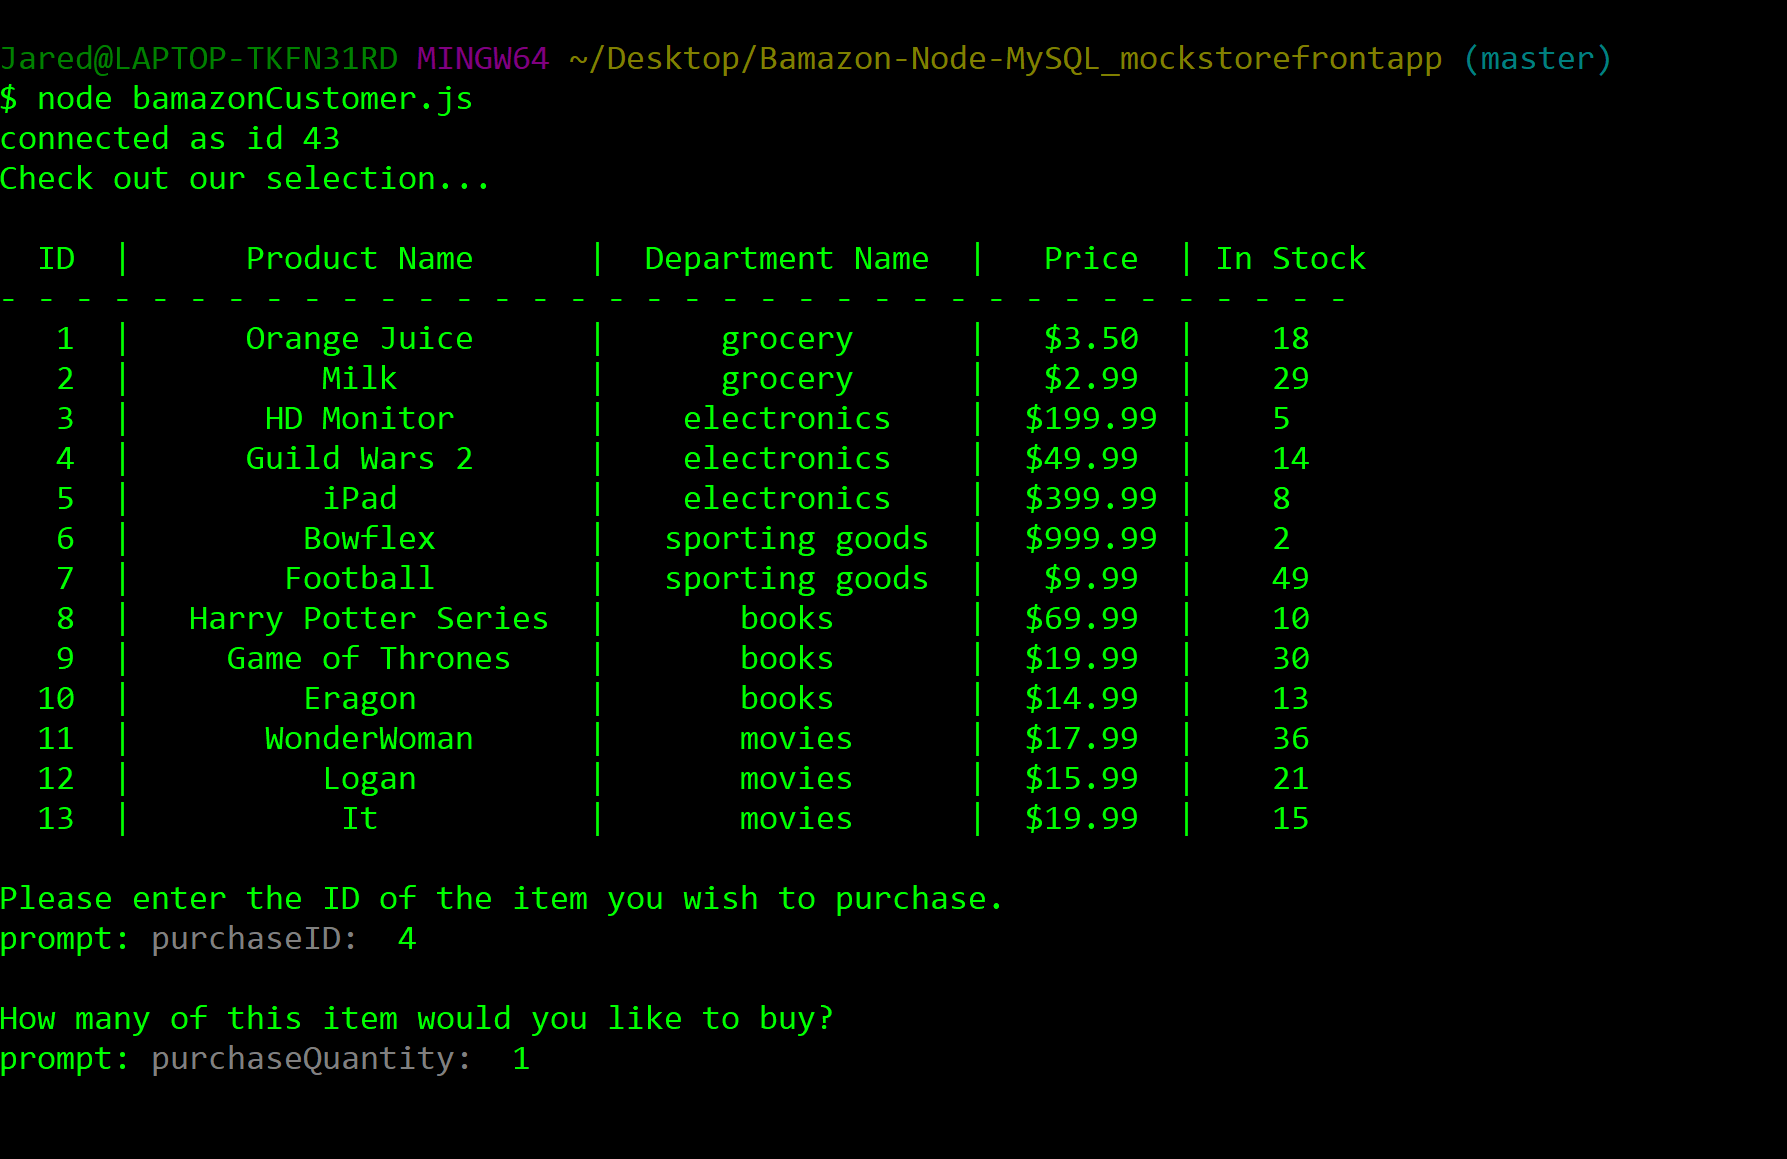 Jared@LAPTOP-TKFN31RD MINGW64 ~/Desktop/Bamazon-Node-MySQL_mockstorefrontapp (master)
$ node bamazonCustomer.js
connected as id 43
Check out our selection...
  ID  |      Product Name      |  Department Name  |   Price  | In Stock
- - - - - - - - - - - - - - - - - - - - - - - - - - - - - - - - - - - -
   1  |      Orange Juice      |      grocery      |   $3.50  |    18
   2  |          Milk          |      grocery      |   $2.99  |    29
   3  |       HD Monitor       |    electronics    |  $199.99 |    5
   4  |      Guild Wars 2      |    electronics    |  $49.99  |    14
   5  |          iPad          |    electronics    |  $399.99 |    8
   6  |         Bowflex        |   sporting goods  |  $999.99 |    2
   7  |        Football        |   sporting goods  |   $9.99  |    49
   8  |   Harry Potter Series  |       books       |  $69.99  |    10
   9  |     Game of Thrones    |       books       |  $19.99  |    30
  10  |         Eragon         |       books       |  $14.99  |    13
  11  |       WonderWoman      |       movies      |  $17.99  |    36
  12  |          Logan         |       movies      |  $15.99  |    21
  13  |           It           |       movies      |  $19.99  |    15
Please enter the ID of the item you wish to purchase.
prompt: purchaseID:  4
How many of this item would you like to buy?
prompt: purchaseQuantity:  1